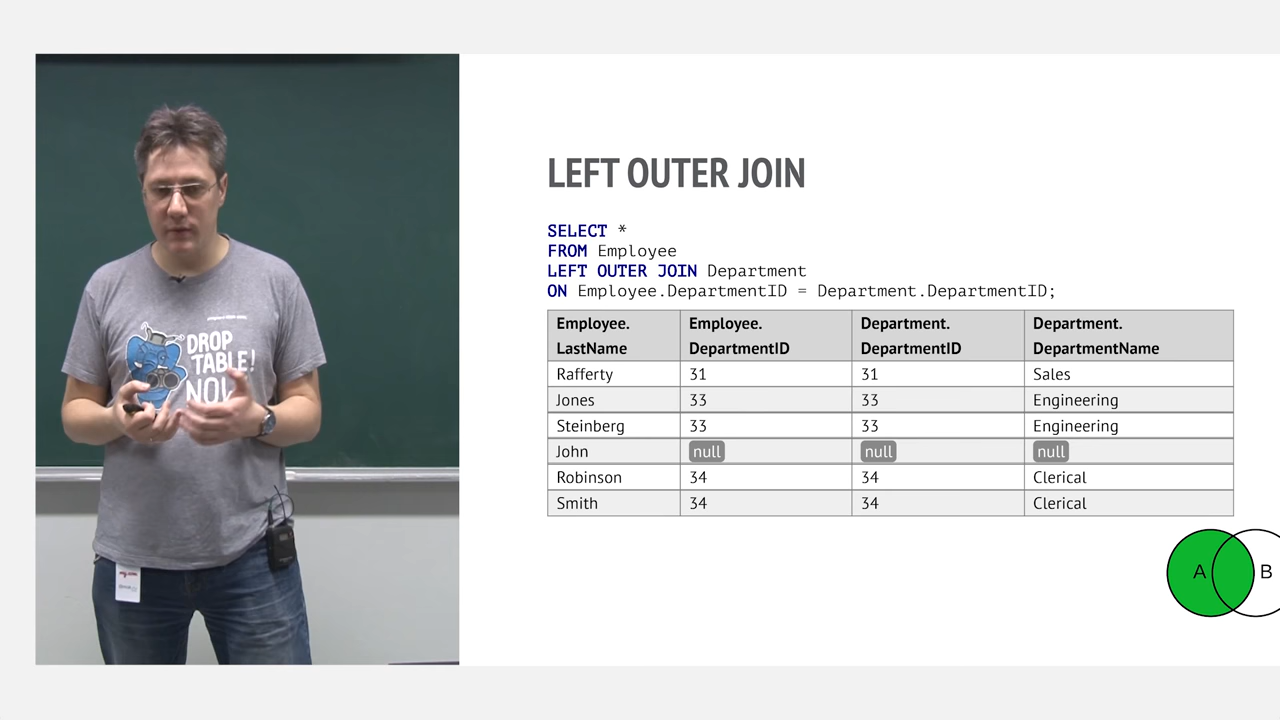 LEFT OUTER JOIN
SELECT *
FROM Employee
LEFT OUTER JOIN Department
ON Employee.DepartmentID = Department.DepartmentID;
Employee. LastName Employee. DepartmentID Department. DepartmentID Department. DepartmentName
Rafferty 31 31 Sales
Jones 33 33 Engineering
Steinberg 33 33 Engineering
John null null null
Robinson 34 34 Clerical
Smith 34 34 Clerical
A B
DROP
TABLE!